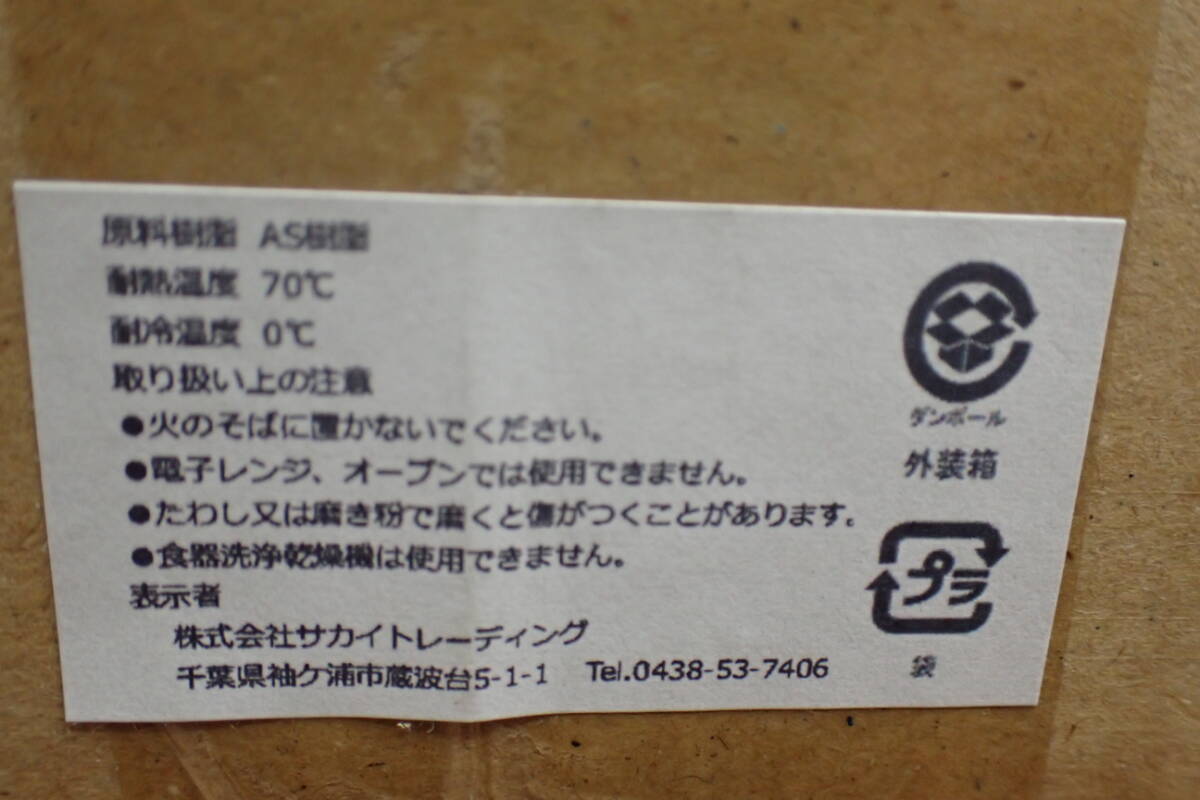 原料樹脂 AS樹脂
耐熱温度 70℃
耐冷温度 0℃
取り扱い上の注意
●火のそばに置かないでください。
●電子レンジ、オーブンでは使用できません。
●たわし又は磨き粉で磨くと傷がつくことがあります。
●食器洗浄乾燥機は使用できません。
表示者
株式会社サカイトレーディング
千葉県袖ケ浦市蔵波台5-1-1 Tel.0438-53-7406
ダンボール
外装箱
プラ
袋